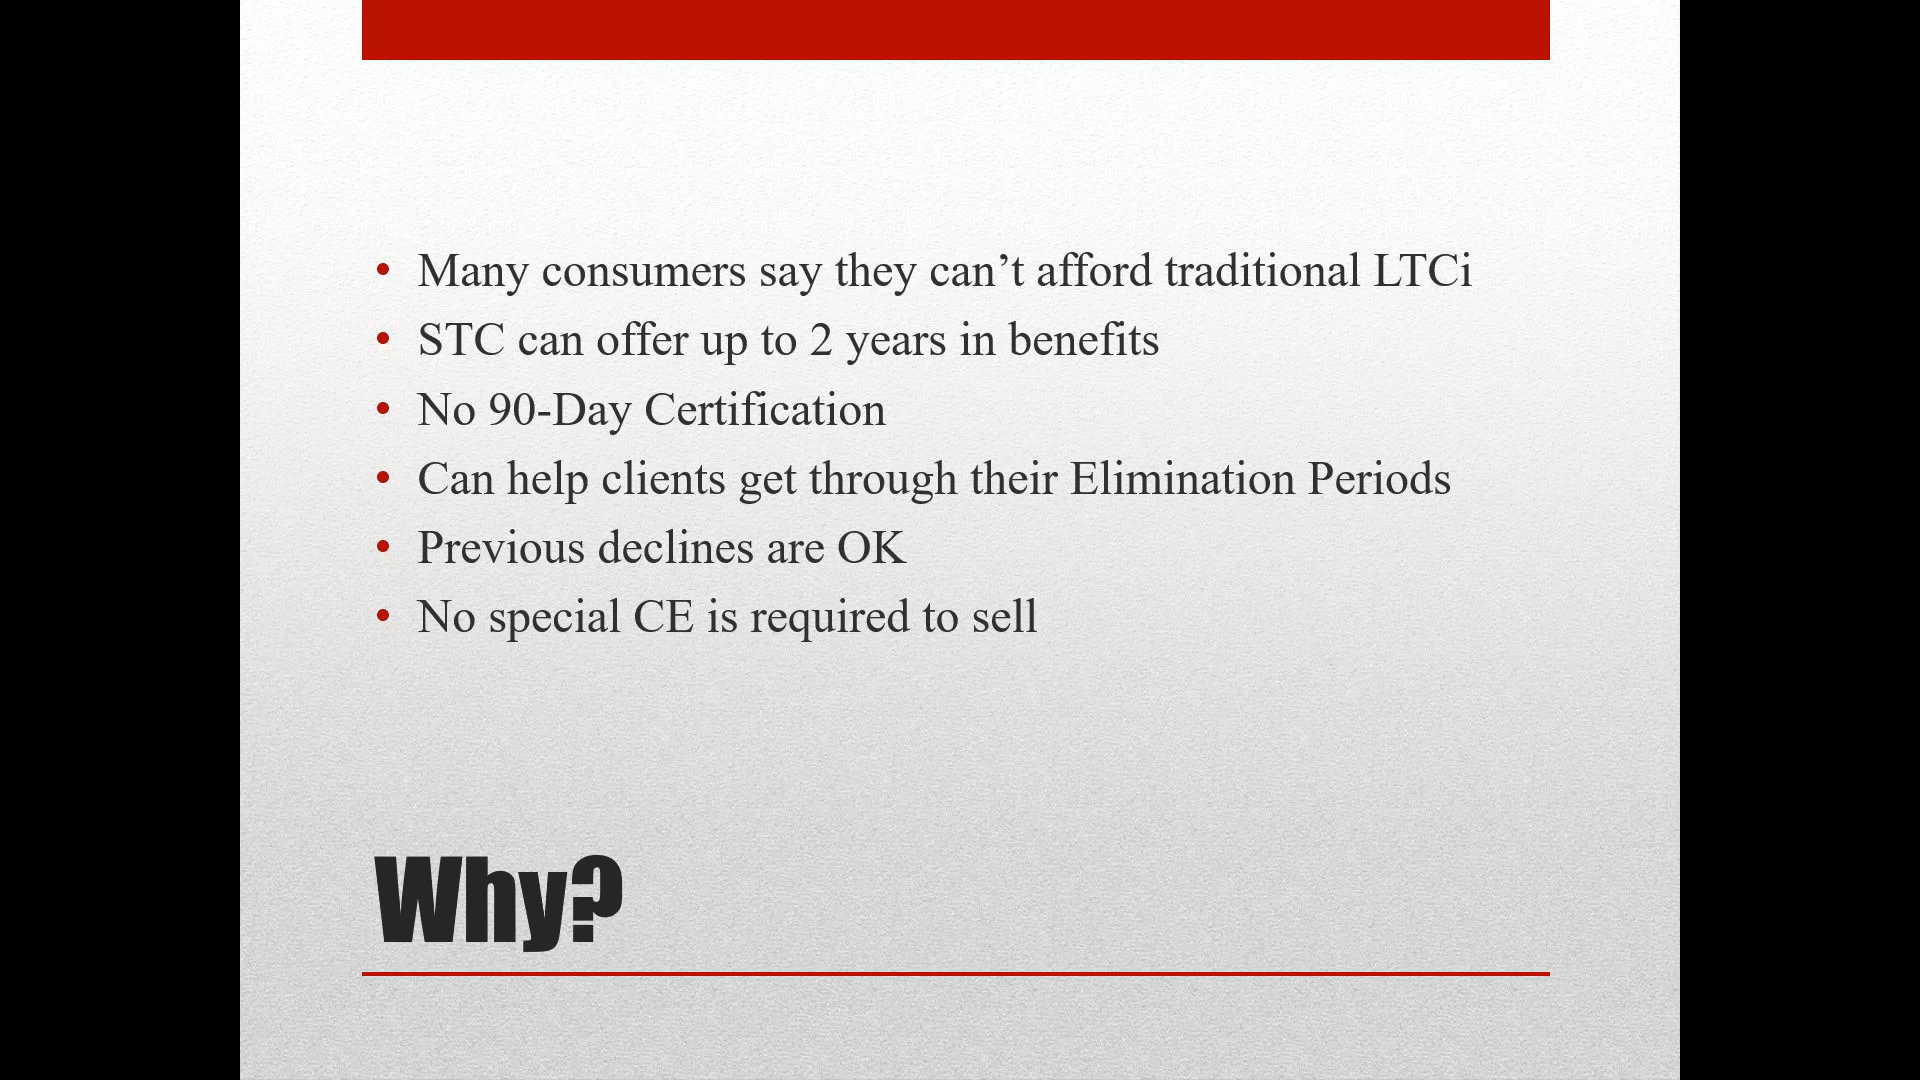 • Many consumers say they can’t afford traditional LTCi
• STC can offer up to 2 years in benefits
• No 90-Day Certification
• Can help clients get through their Elimination Periods
• Previous declines are OK
• No special CE is required to sell
Why?